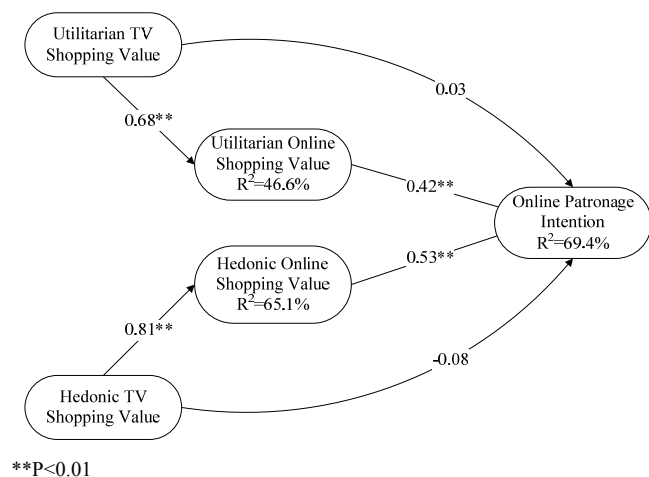 Utilitarian TV
Shopping Value
0.03
0.68**
Utilitarian Online
Shopping Value
R²=46.6%
0.42**
Online Patronage
Intention
R²=69.4%
Hedonic Online
Shopping Value
R²=65.1%
0.53**
0.81**
-0.08
Hedonic TV
Shopping Value
**P<0.01